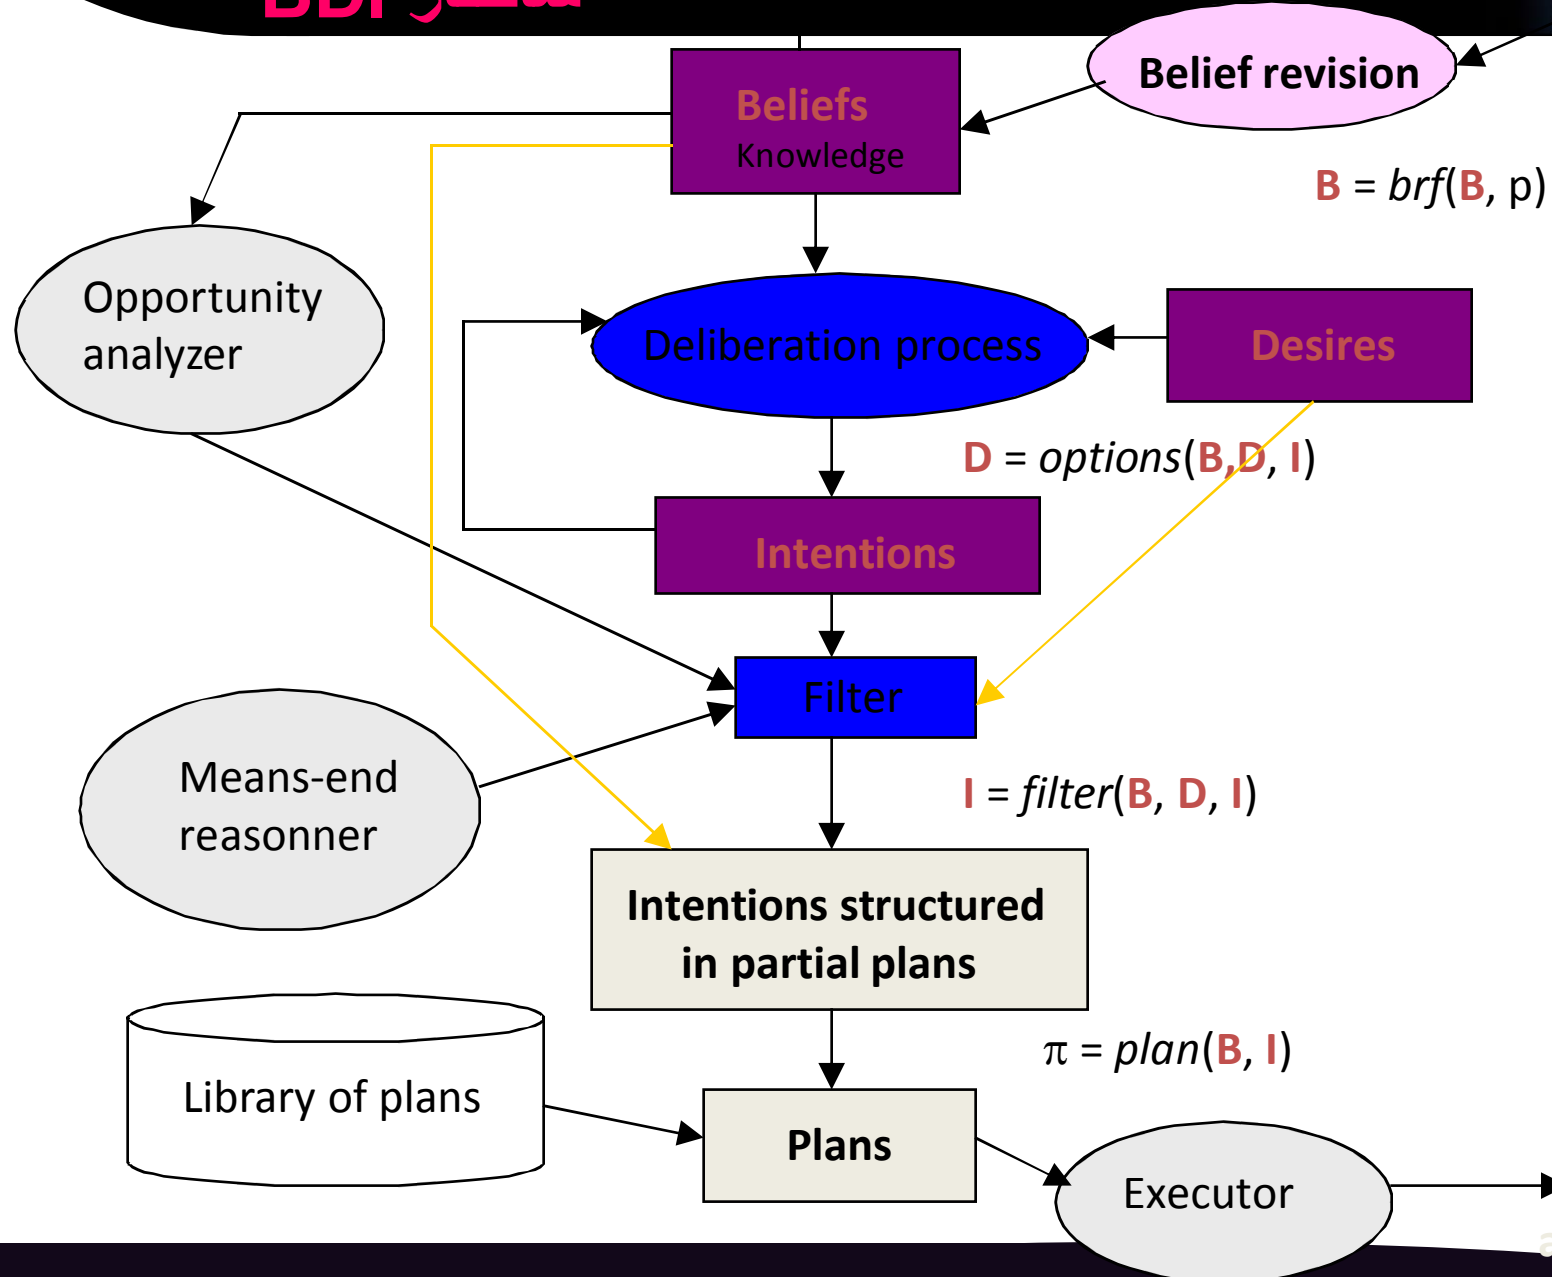 BDI
Belief revision
Beliefs
Knowledge
B = brf(B, p)
Opportunity
analyzer
Deliberation process
Desires
D = options(B,D, I)
Intentions
Filter
Means-end
reasonner
I = filter(B, D, I)
Intentions structured
in partial plans
π = plan(B, I)
Library of plans
Plans
Executor